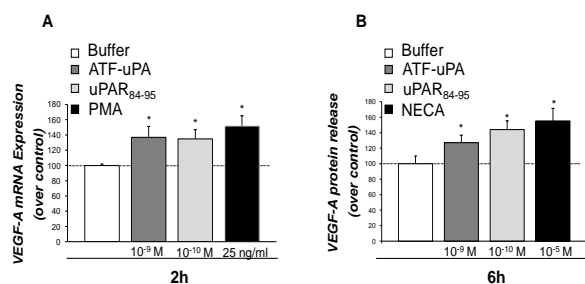 A
Buffer
ATF-uPA
uPAR84-95
PMA
VEGF-A mRNA Expression
(over control)
180
160
140
120
100
80
60
40
20
0
*
*
*
10-9 M
10-10 M
25 ng/ml
2h
B
Buffer
ATF-uPA
uPAR84-95
NECA
VEGF-A protein release
(over control)
180
160
140
120
100
80
60
40
20
0
*
*
*
10-9 M
10-10 M
10-5 M
6h